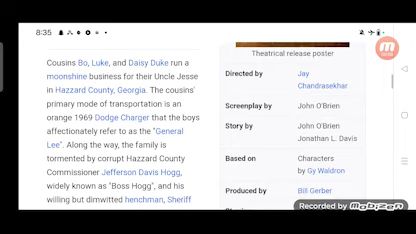 8:35
Theatrical release poster
Cousins Bo, Luke, and Daisy Duke run a
moonshine business for their Uncle Jesse
in Hazzard County, Georgia. The cousins'
primary mode of transportation is an
orange 1969 Dodge Charger that the boys
affectionately refer to as the "General
Lee". Along the way, the family is
tormented by corrupt Hazzard County
Commissioner Jefferson Davis Hogg,
widely known as "Boss Hogg", and his
willing but dimwitted henchman, Sheriff
Directed by Jay
Chandrasekhar
Screenplay by John O'Brien
Story by John O'Brien
Jonathan L. Davis
Based on Characters
by Gy Waldron
Produced by Bill Gerber
Recorded by Mobizen